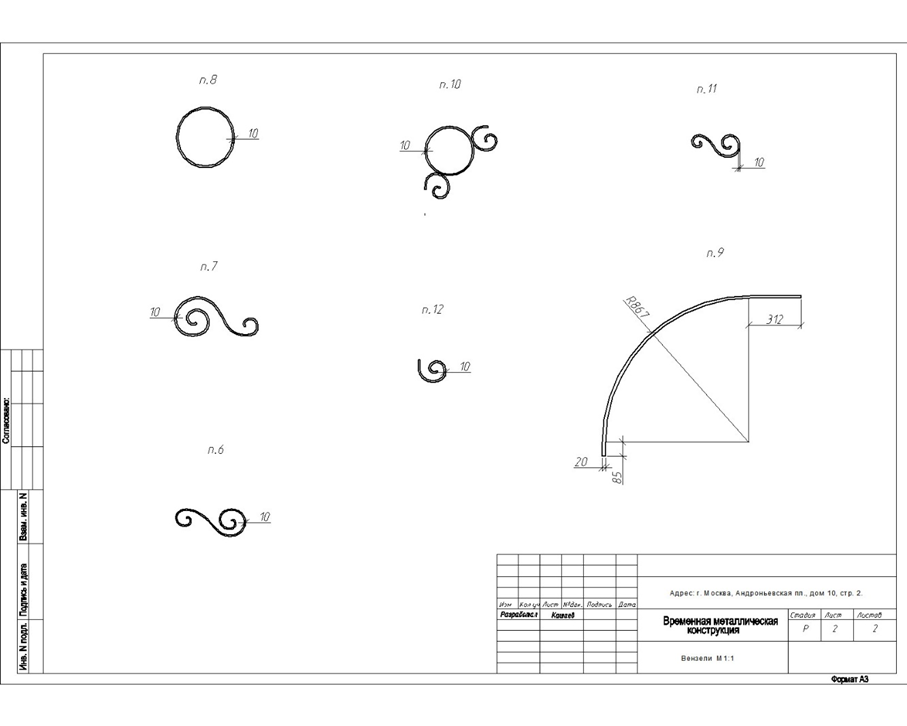 п.8
10
п.10
10
п.11
10
п.7
10
п.12
10
п.9
R867
312
20
85
п.6
10
Согласовано:
Взам. инв. N
Подпись и дата
Инв. N подл.
Адрес: г. Москва, Андроньевская пл., дом 10, стр. 2.
Изм Кол.уч Лист №док. Подпись Дата
Разработал
Временная металлическая
конструкция
Стадия Лист Листов
Р 2 2
Вензели М1:1
Формат А3